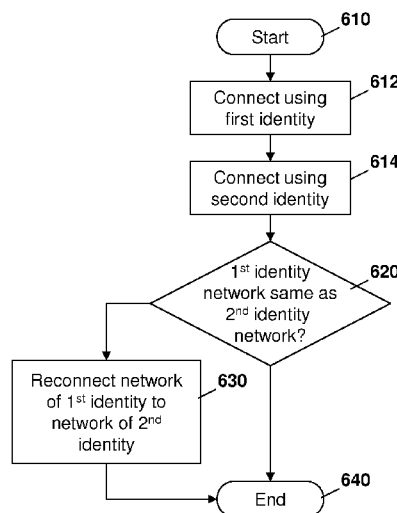 610
Start
612
Connect using
first identity
614
Connect using
second identity
620
1st identity
network same as
2nd identity
network?
630
Reconnect network
of 1st identity to
network of 2nd
identity
640
End